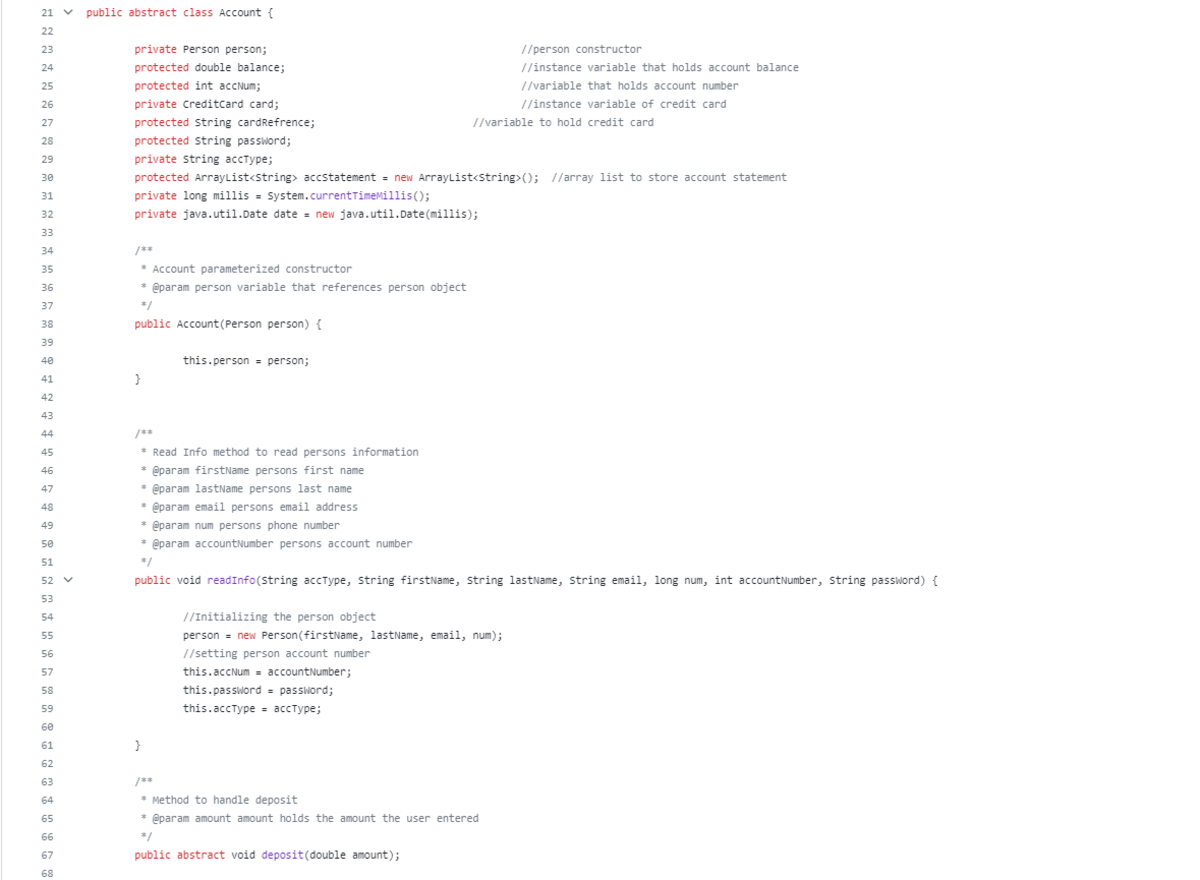 21 public abstract class Account {
22
23 private Person person; //person constructor
24 protected double balance; //instance variable that holds account balance
25 protected int accNum; //variable that holds account number
26 private CreditCard card; //instance variable of credit card
27 protected String cardRefrence; //variable to hold credit card
28 protected String passWord;
29 private String accType;
30 protected ArrayList<String> accStatement = new ArrayList<String>(); //array list to store account statement
31 private long millis = System.currentTimeMillis();
32 private java.util.Date date = new java.util.Date(millis);
33
34 /**
35 * Account parameterized constructor
36 * @param person variable that references person object
37 */
38 public Account(Person person) {
39
40 this.person = person;
41 }
42
43
44 /**
45 * Read Info method to read persons information
46 * @param firstName persons first name
47 * @param lastName persons last name
48 * @param email persons email address
49 * @param num persons phone number
50 * @param accountNumber persons account number
51 */
52 public void readInfo(String accType, String firstName, String lastName, String email, long num, int accountNumber, String passWord) {
53
54 //Initializing the person object
55 person = new Person(firstName, lastName, email, num);
56 //setting person account number
57 this.accNum = accountNumber;
58 this.passWord = passWord;
59 this.accType = accType;
60
61 }
62
63 /**
64 * Method to handle deposit
65 * @param amount amount holds the amount the user entered
66 */
67 public abstract void deposit(double amount);
68